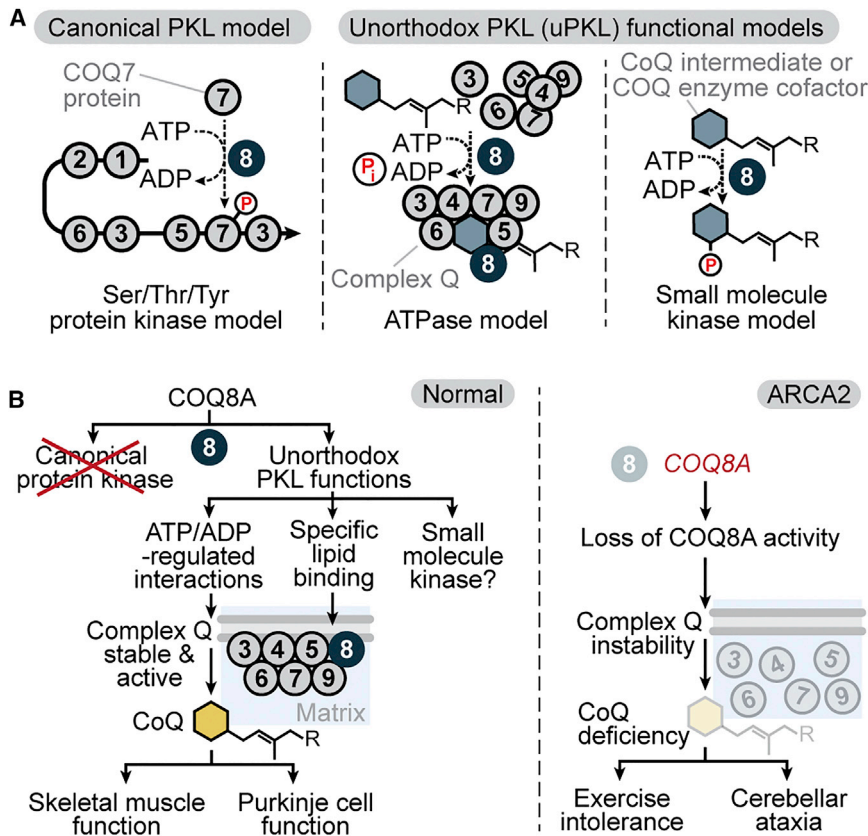 A
Canonical PKL model
COQ7
protein
7
ATP
8
ADP
2 1
P
6 3 5 7 3
Ser/Thr/Tyr
protein kinase model
Unorthodox PKL (uPKL) functional models
3 5 9
4
6 7
R
ATP
8
Pi ADP
3 4 7 9
6 5
8
R
Complex Q
ATPase model
CoQ intermediate or
COQ enzyme cofactor
R
ATP
8
ADP
R
P
Small molecule
kinase model
B
Normal
COQ8A
8
Canonical
protein kinase
Unorthodox
PKL functions
ATP/ADP
-regulated
interactions
Specific
lipid
binding
Small
molecule
kinase?
Complex Q
stable &
active
3 4 5 8
6 7 9
Matrix
CoQ
R
Skeletal muscle
function
Purkinje cell
function
ARCA2
8 COQ8A
Loss of COQ8A activity
Complex Q
instability
3 4 5
6 7 9
CoQ
deficiency
R
Exercise
intolerance
Cerebellar
ataxia